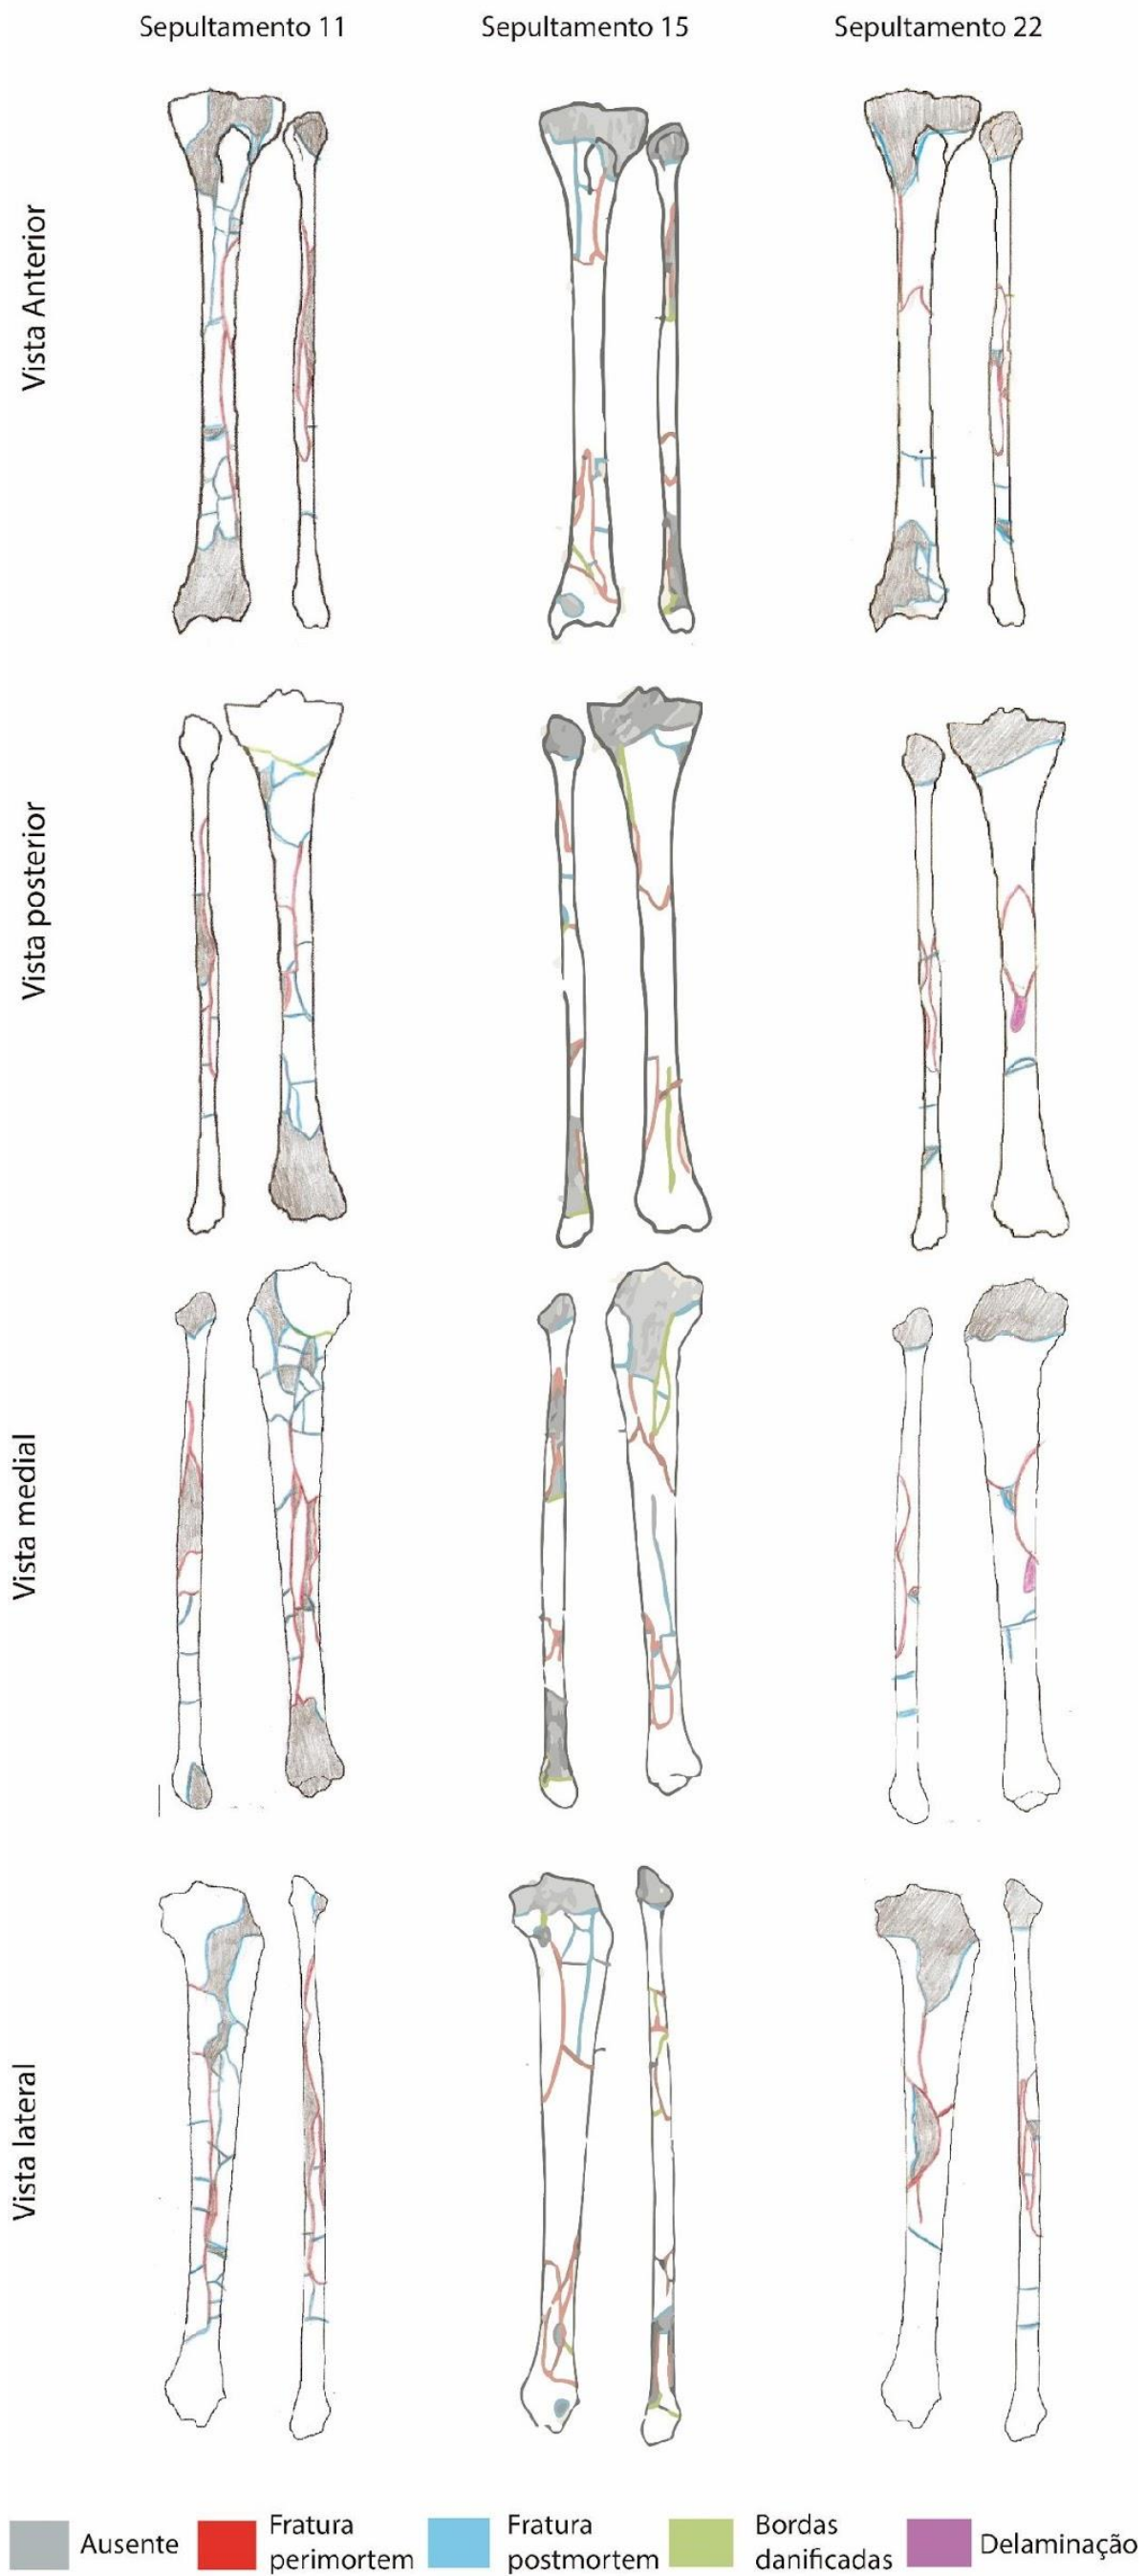 Sepultamento 11
Sepultamento 15
Sepultamento 22
Vista Anterior
Vista posterior
Vista medial
Vista lateral
Ausente
Fratura
perimortem
Fratura
postmortem
Bordas
danificadas
Delaminação